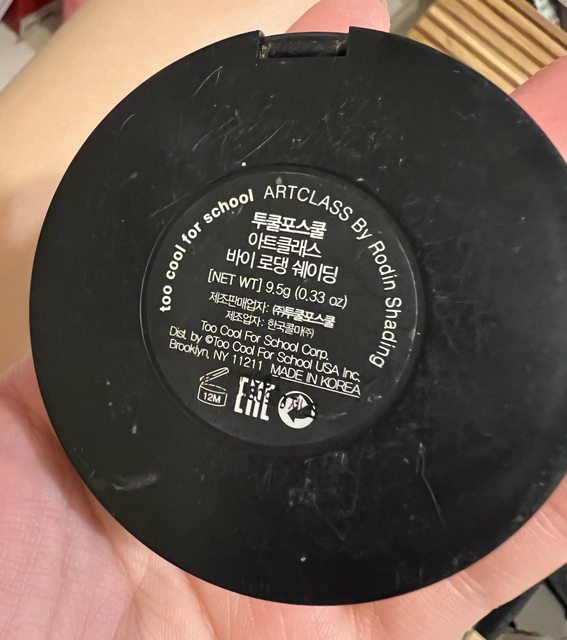 too cool for school ARTCLASS By Rodin Shading
투쿨포스쿨
아트클래스
바이 로댕 쉐이딩
[NET WT] 9.5g (0.33 oz)
제조판매업자: ㈜투쿨포스쿨
제조업자: 한국콜마㈜
Too Cool For School Corp.
Dist. by ©Too Cool For School USA Inc.
Brooklyn, NY 11211 MADE IN KOREA
12M EAC